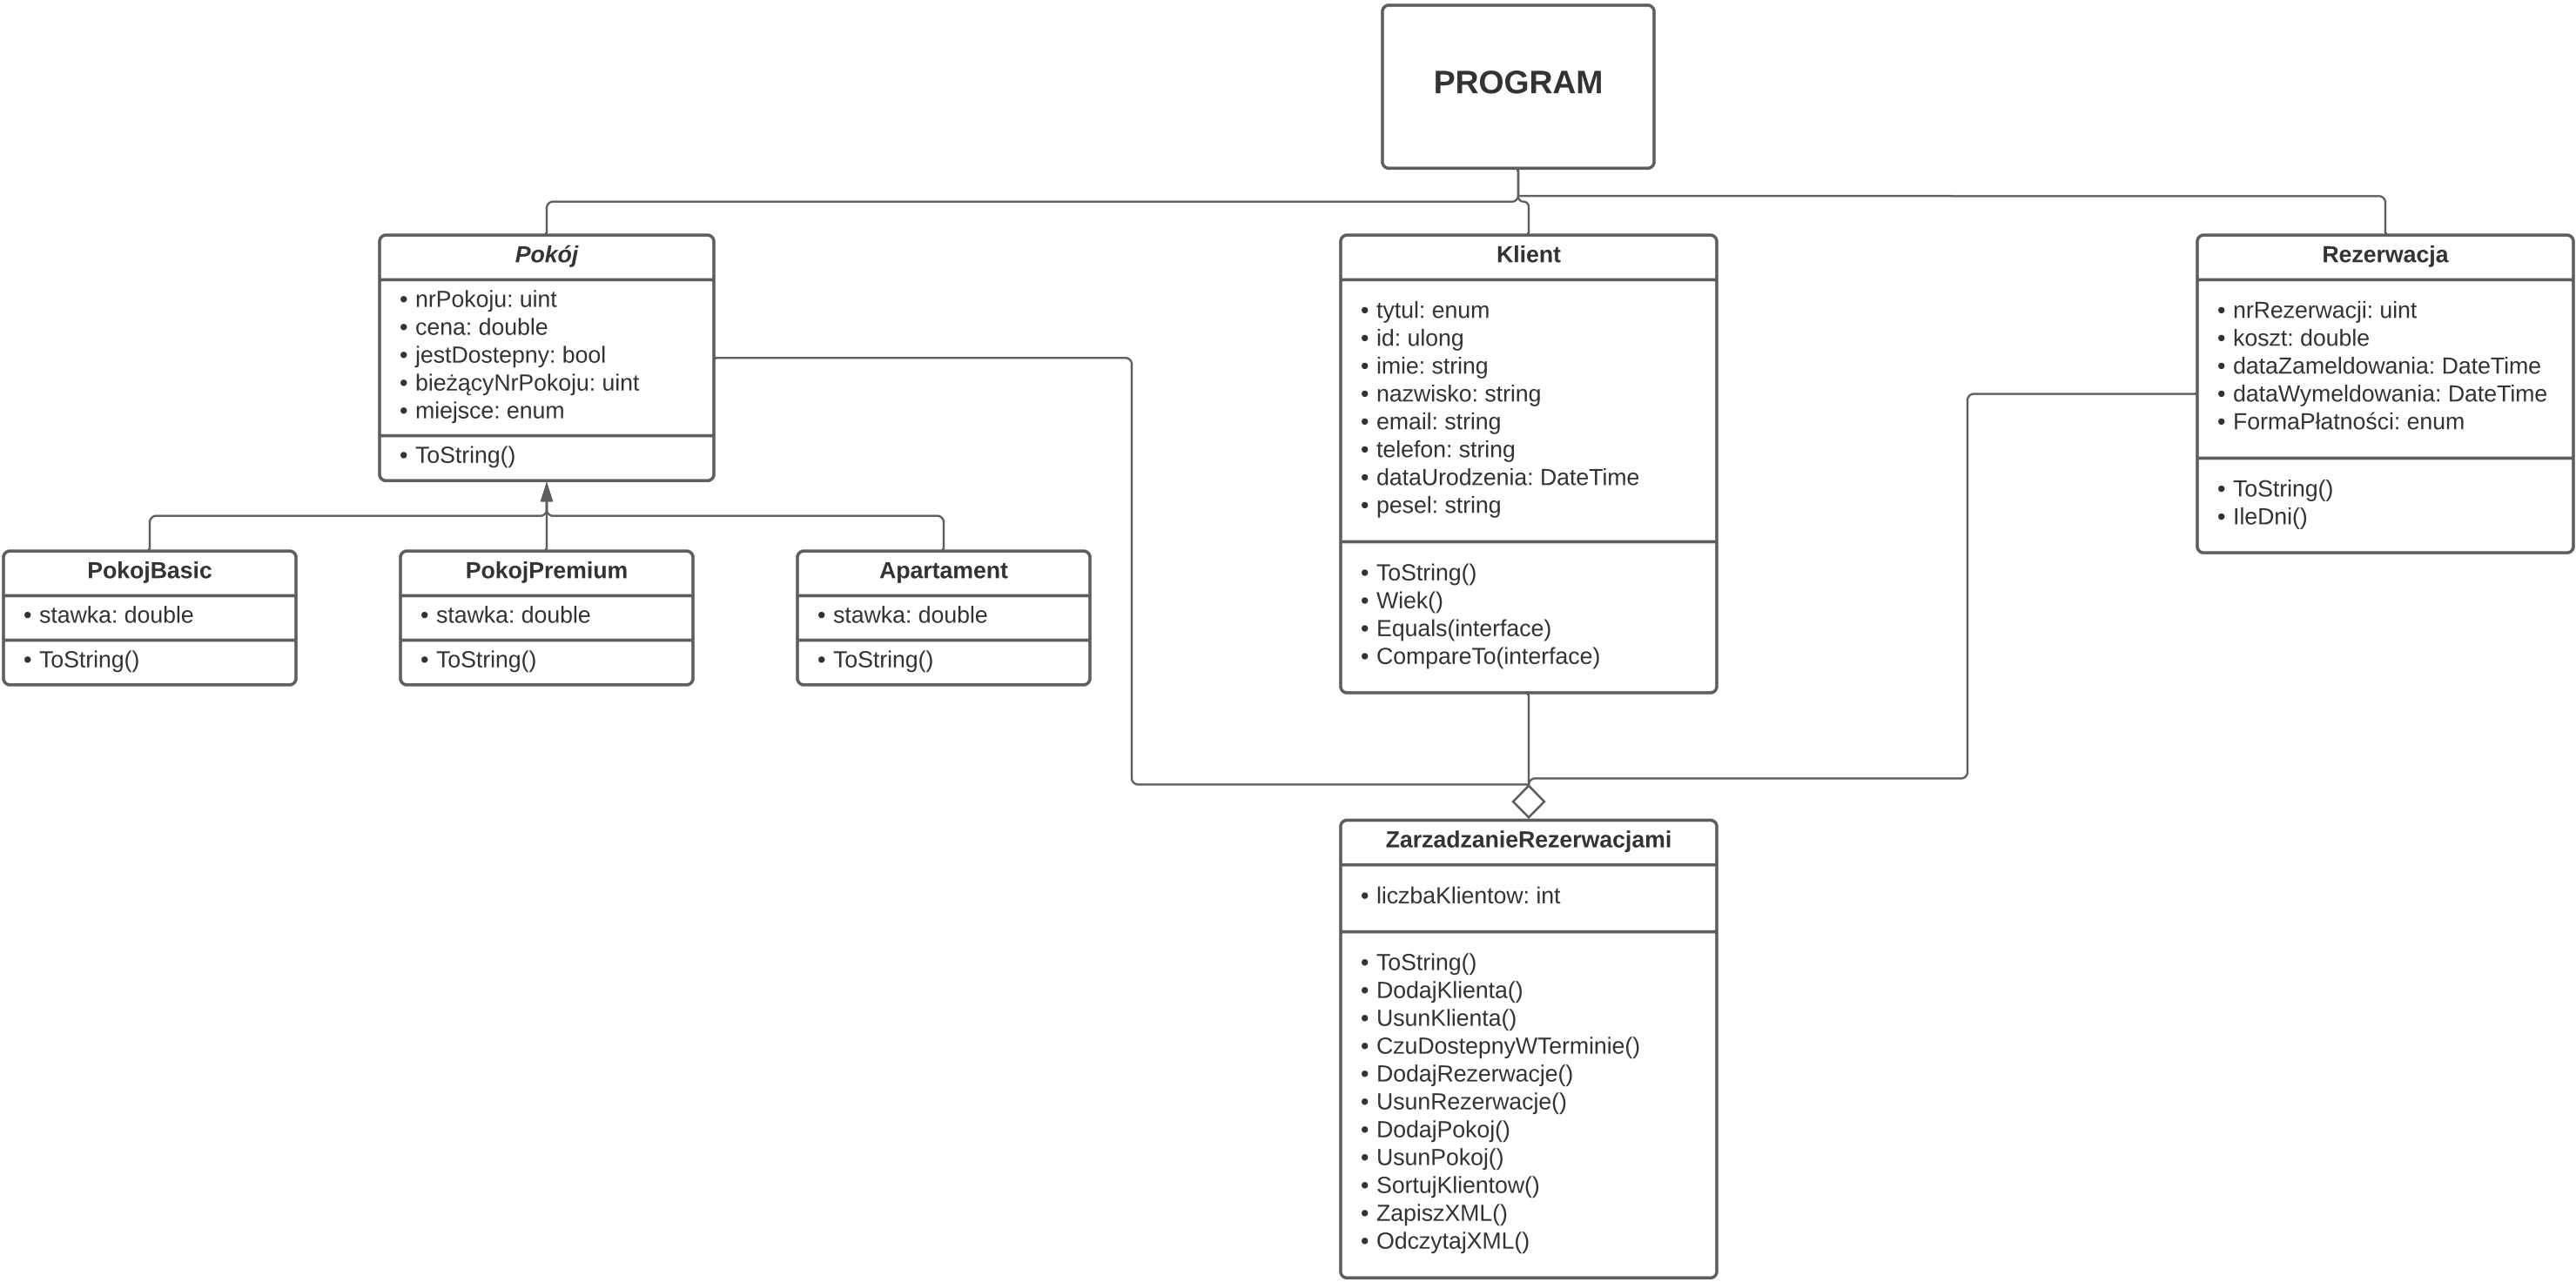 PROGRAM
Pokój
• nrPokoju: uint
• cena: double
• jestDostepny: bool
• bieżącyNrPokoju: uint
• miejsce: enum
• ToString()
Klient
• tytul: enum
• id: ulong
• imie: string
• nazwisko: string
• email: string
• telefon: string
• dataUrodzenia: DateTime
• pesel: string
• ToString()
• Wiek()
• Equals(interface)
• CompareTo(interface)
Rezerwacja
• nrRezerwacji: uint
• koszt: double
• dataZameldowania: DateTime
• dataWymeldowania: DateTime
• FormaPłatności: enum
• ToString()
• IleDni()
PokojBasic
• stawka: double
• ToString()
PokojPremium
• stawka: double
• ToString()
Apartament
• stawka: double
• ToString()
ZarzadzanieRezerwacjami
• liczbaKlientow: int
• ToString()
• DodajKlienta()
• UsunKlienta()
• CzuDostepnyWTerminie()
• DodajRezerwacje()
• UsunRezerwacje()
• DodajPokoj()
• UsunPokoj()
• SortujKlientow()
• ZapiszXML()
• OdczytajXML()